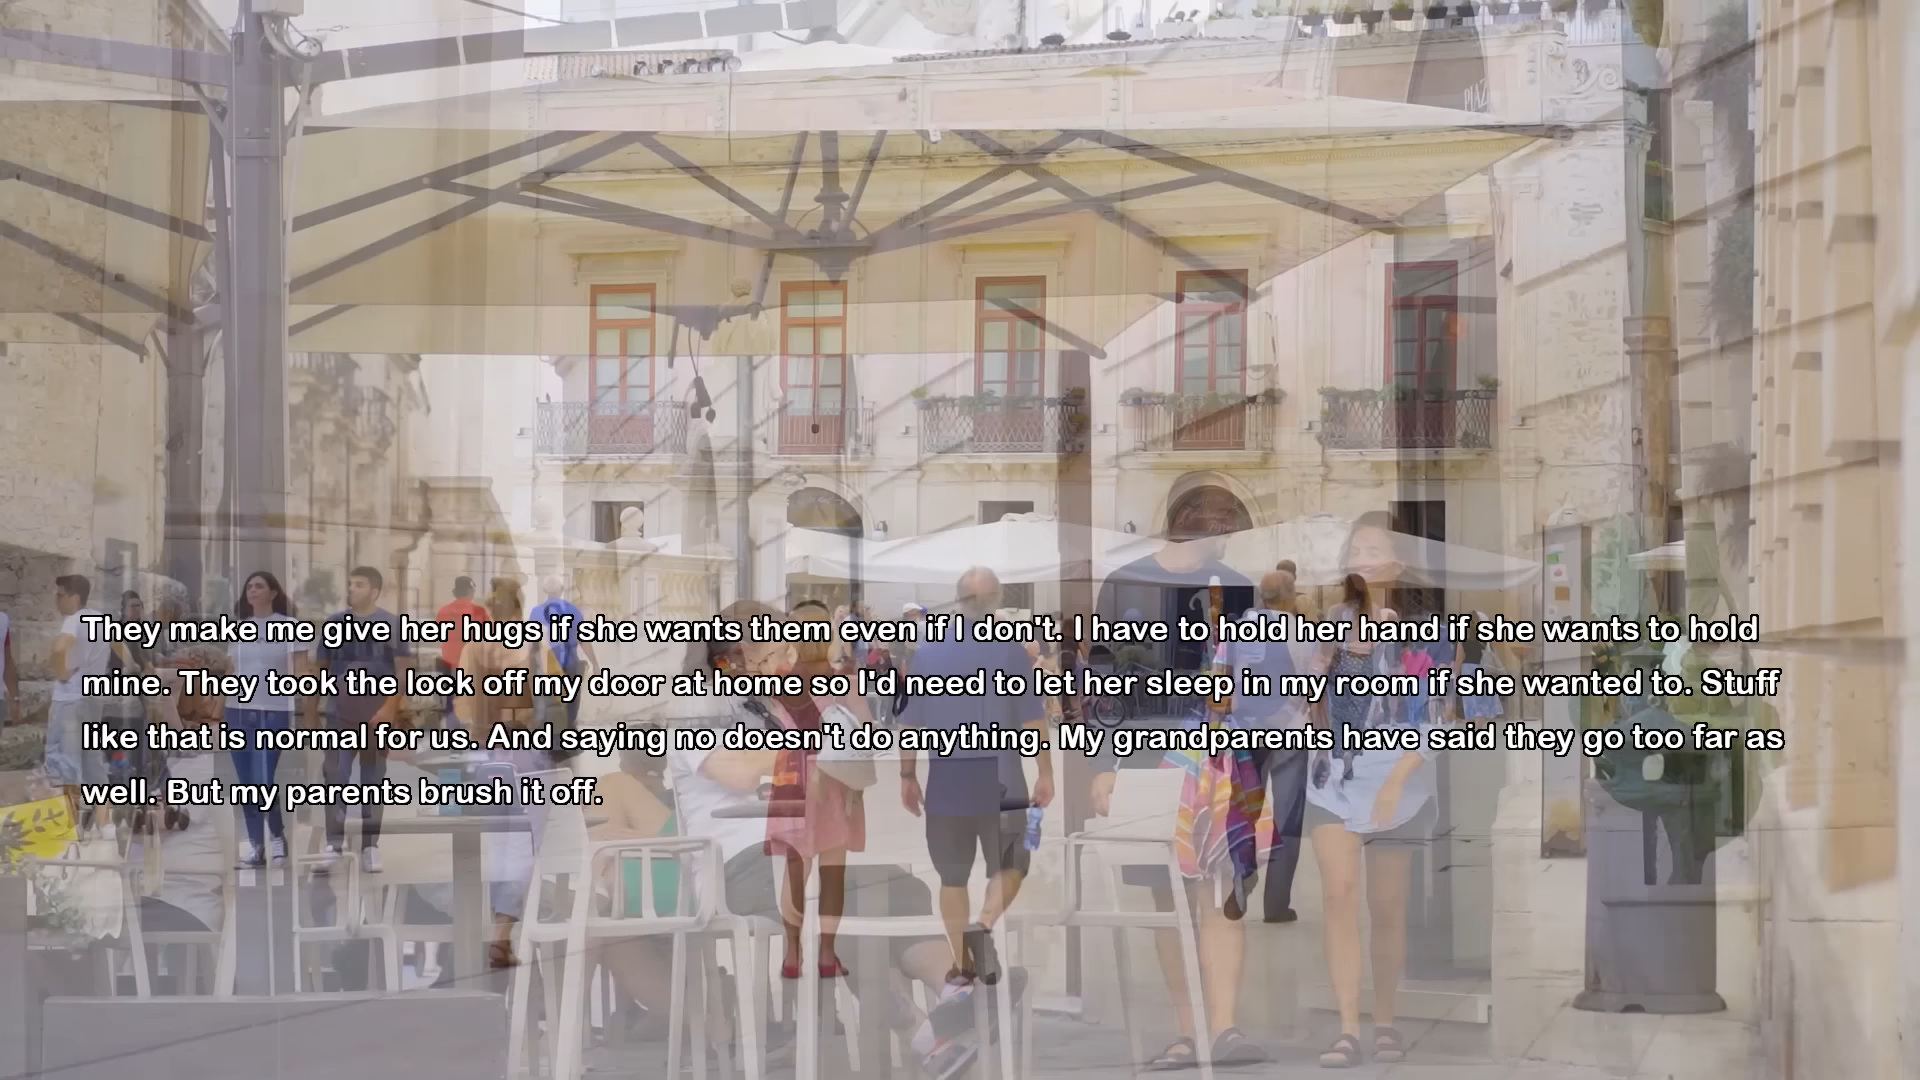 PIAZ
They make me give her hugs if she wants them even if I don't. I have to hold her hand if she wants to hold
mine. They took the lock off my door at home so I'd need to let her sleep in my room if she wanted to. Stuff
like that is normal for us. And saying no doesn't do anything. My grandparents have said they go too far as
well. But my parents brush it off.